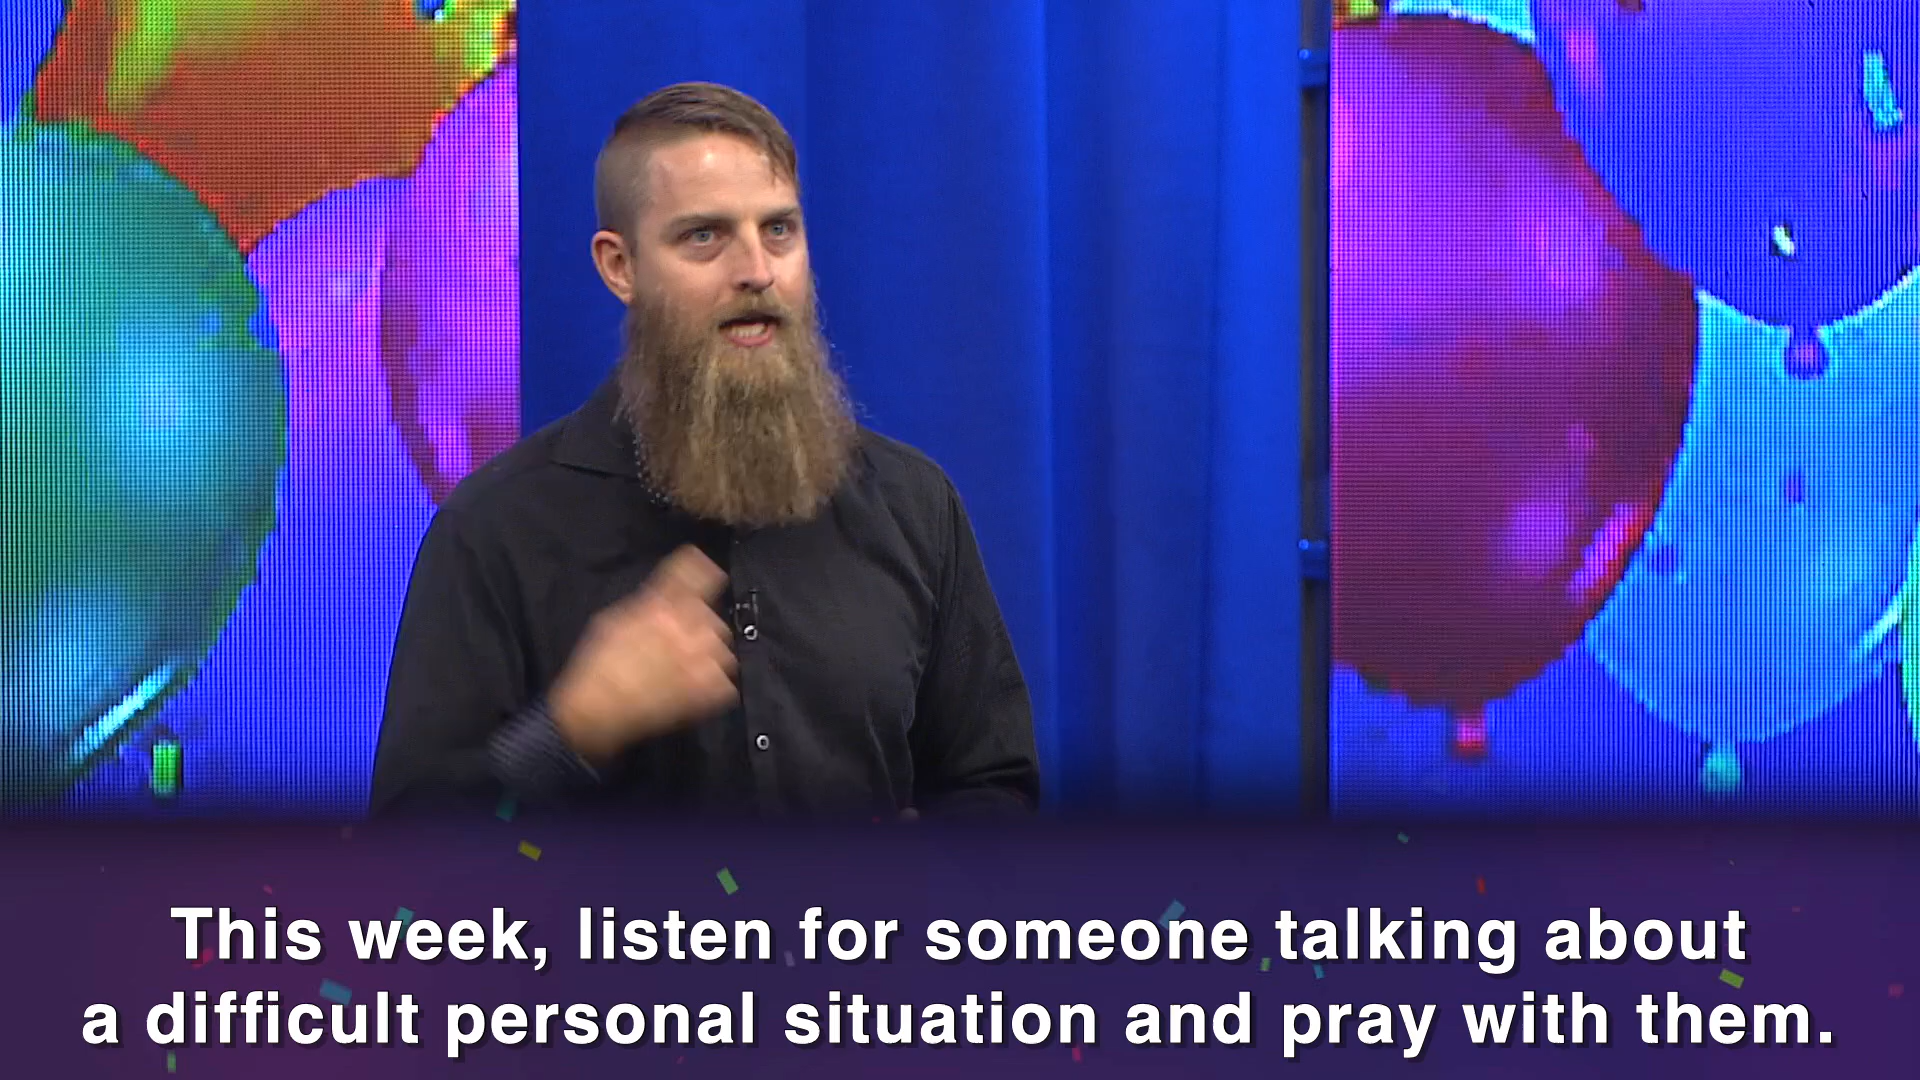 This week, listen for someone talking about
a difficult personal situation and pray with them.